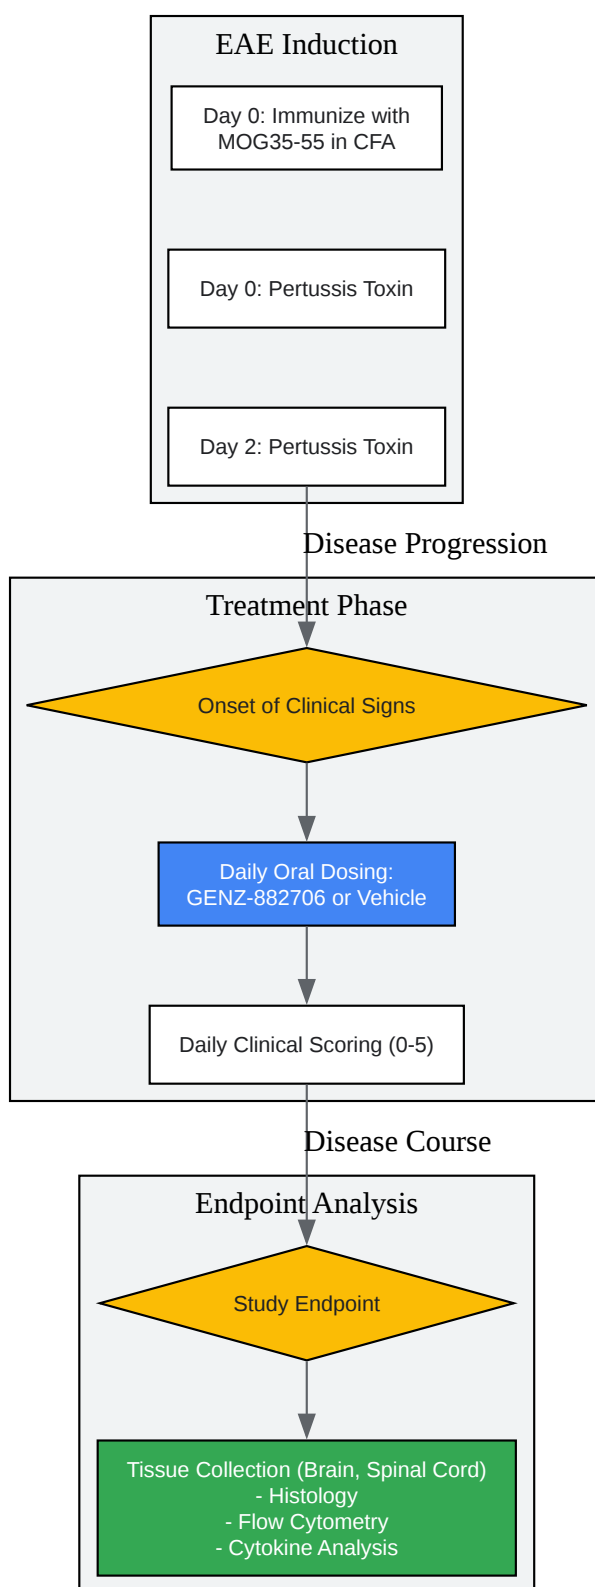 EAE Induction
Day 0: Immunize with
MOG35-55 in CFA
Day 0: Pertussis Toxin
Day 2: Pertussis Toxin
Disease Progression
Treatment Phase
Onset of Clinical Signs
Daily Oral Dosing:
GENZ-882706 or Vehicle
Daily Clinical Scoring (0-5)
Disease Course
Endpoint Analysis
Study Endpoint
Tissue Collection (Brain, Spinal Cord)
- Histology
- Flow Cytometry
- Cytokine Analysis